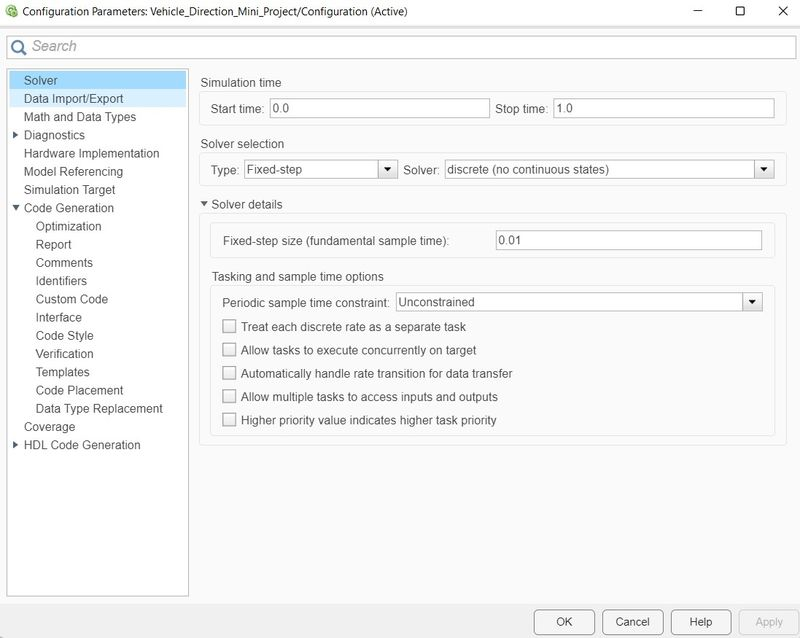 Configuration Parameters: Vehicle_Direction_Mini_Project/Configuration (Active)
Search
Solver
Data Import/Export
Math and Data Types
Diagnostics
Hardware Implementation
Model Referencing
Simulation Target
Code Generation
Optimization
Report
Comments
Identifiers
Custom Code
Interface
Code Style
Verification
Templates
Code Placement
Data Type Replacement
Coverage
HDL Code Generation
Simulation time
Start time: 0.0 Stop time: 1.0
Solver selection
Type: Fixed-step Solver: discrete (no continuous states)
Solver details
Fixed-step size (fundamental sample time): 0.01
Tasking and sample time options
Periodic sample time constraint: Unconstrained
Treat each discrete rate as a separate task
Allow tasks to execute concurrently on target
Automatically handle rate transition for data transfer
Allow multiple tasks to access inputs and outputs
Higher priority value indicates higher task priority
OK Cancel Help Apply